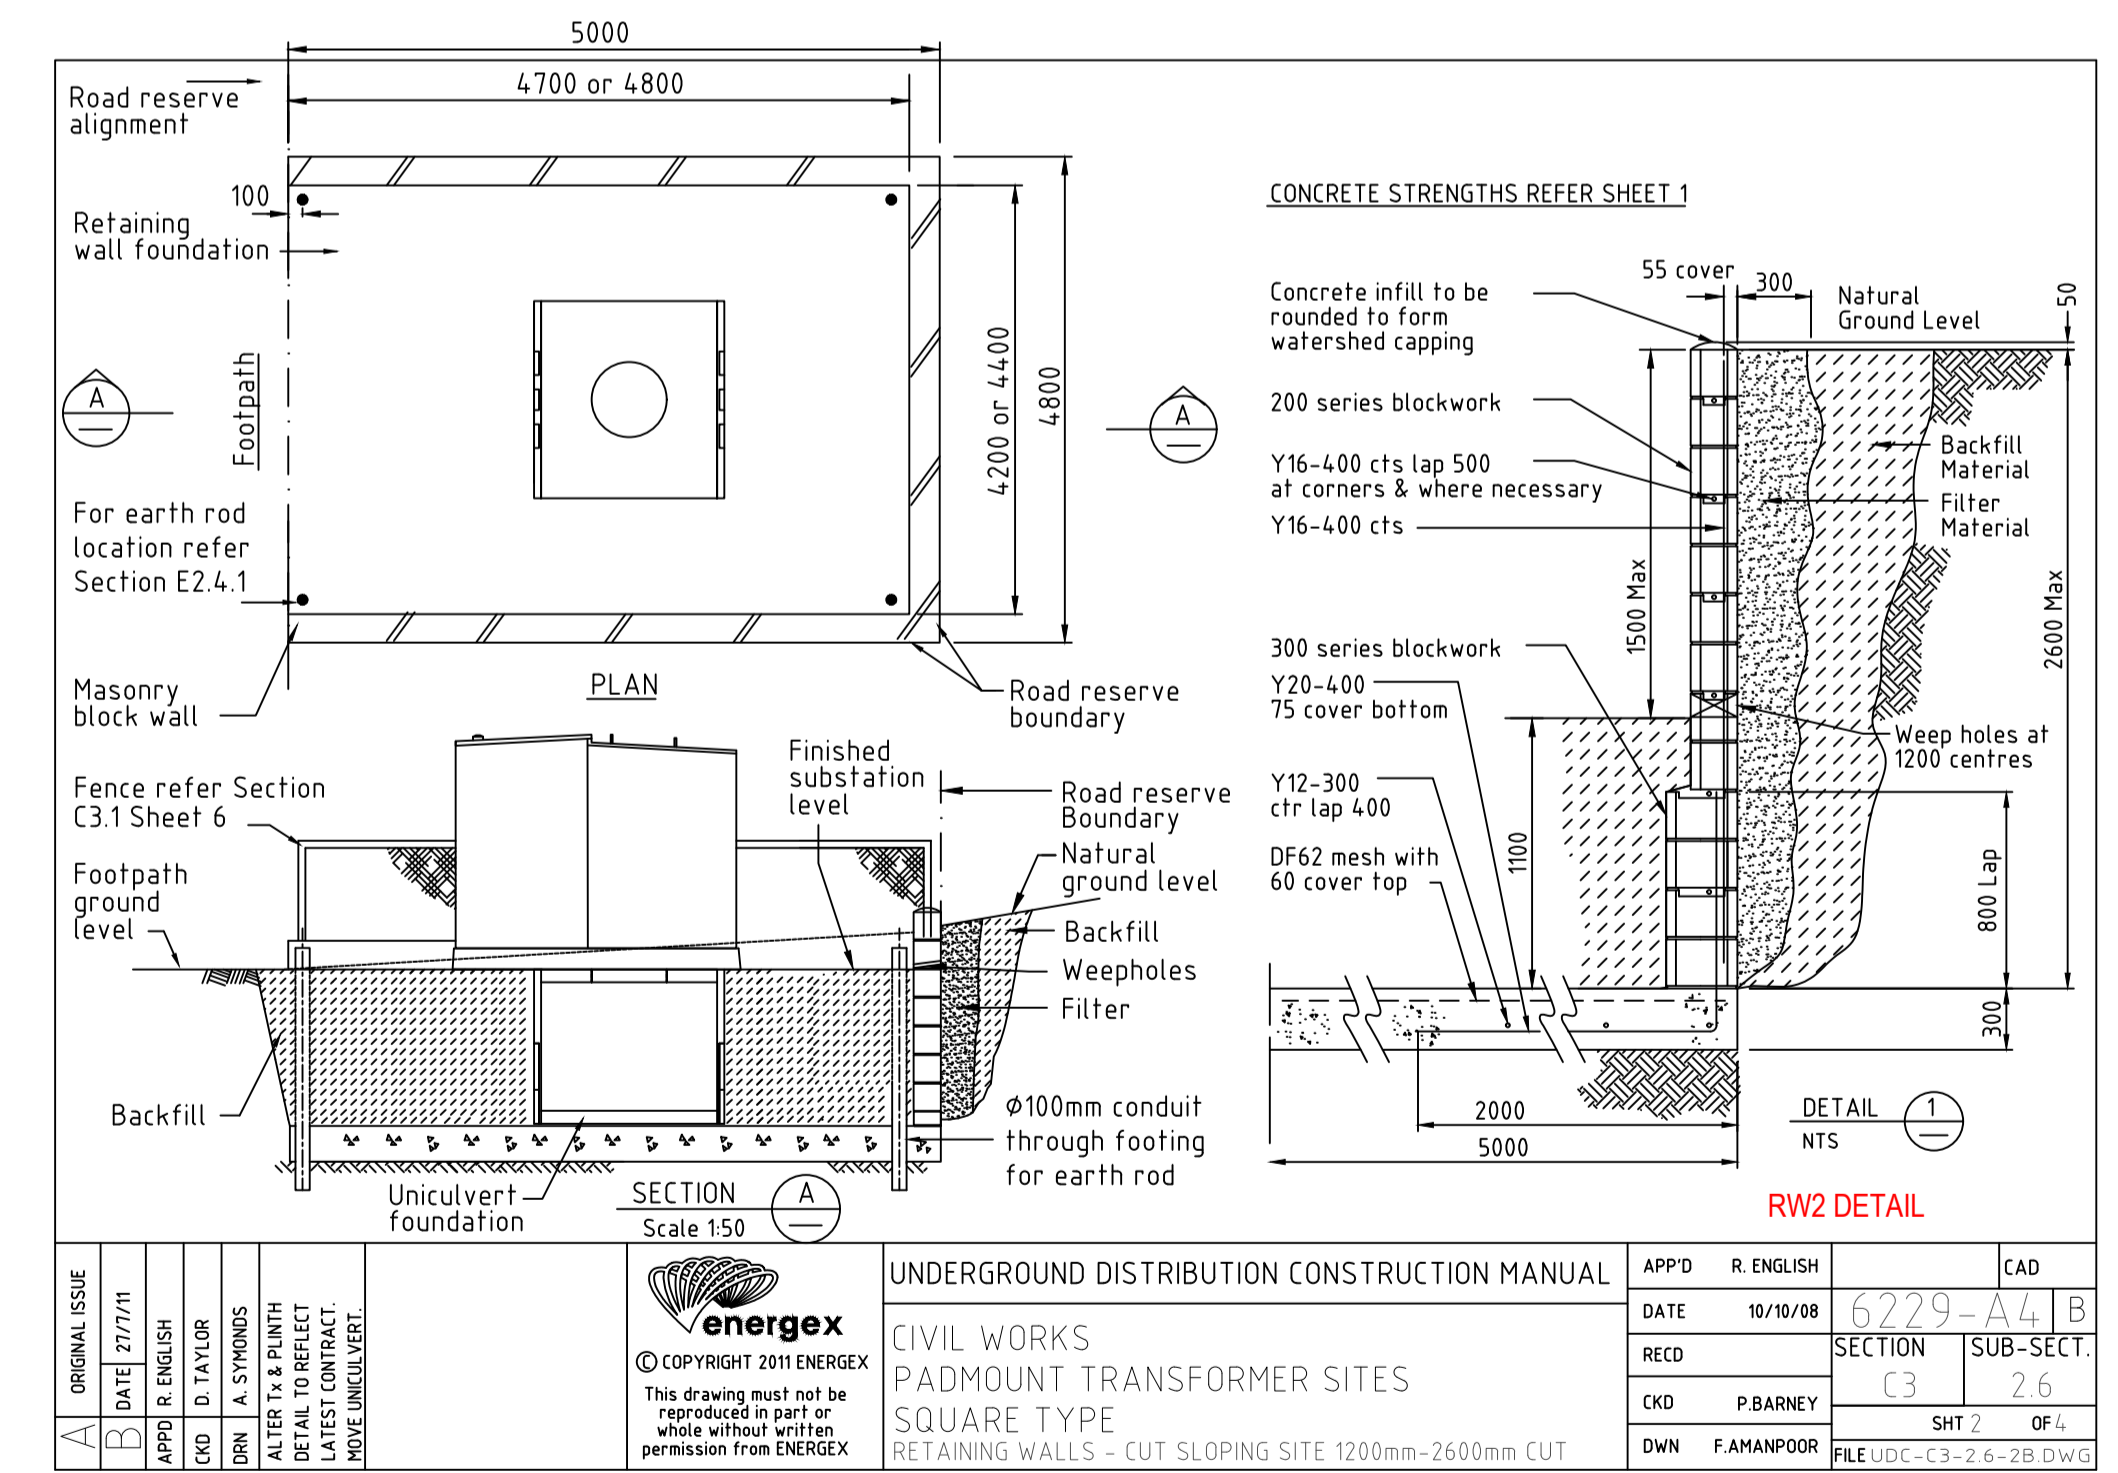 5000
4700 or 4800
Road reserve
alignment
100
Retaining
wall foundation
A
Footpath
For earth rod
location refer
Section E2.4.1
4200 or 4400
4800
A
Masonry
block wall
PLAN
Road reserve
boundary
CONCRETE STRENGTHS REFER SHEET 1
55 cover
300
50
Natural
Ground Level
Concrete infill to be
rounded to form
watershed capping
200 series blockwork
Y16-400 cts lap 500
at corners & where necessary
Y16-400 cts
Backfill
Material
Filter
Material
1500 Max
2600 Max
300 series blockwork
Y20-400
75 cover bottom
Weep holes at
1200 centres
Y12-300
ctr lap 400
DF62 mesh with
60 cover top
1100
800 Lap
300
2000
5000
DETAIL
1
NTS
RW2 DETAIL
Fence refer Section
C3.1 Sheet 6
Footpath
ground
level
Finished
substation
level
Road reserve
Boundary
Natural
ground level
Backfill
Weepholes
Filter
Backfill
Ø100mm conduit
through footing
for earth rod
Uniculvert
foundation
SECTION
A
Scale 1:50
ORIGINAL ISSUE
A
DATE 27/7/11
B
APPD R. ENGLISH
CKD D. TAYLOR
DRN A. SYMONDS
ALTER Tx & PLINTH
DETAIL TO REFLECT
LATEST CONTRACT.
MOVE UNICULVERT.
energex
© COPYRIGHT 2011 ENERGEX
This drawing must not be
reproduced in part or
whole without written
permission from ENERGEX
UNDERGROUND DISTRIBUTION CONSTRUCTION MANUAL
CIVIL WORKS
PADMOUNT TRANSFORMER SITES
SQUARE TYPE
RETAINING WALLS - CUT SLOPING SITE 1200mm-2600mm CUT
APP'D R. ENGLISH
DATE 10/10/08
RECD
CKD P.BARNEY
DWN F.AMANPOOR
CAD
6229-A4 B
SECTION SUB-SECT.
C3 2.6
SHT 2 OF 4
FILE UDC-C3-2.6-2B.DWG